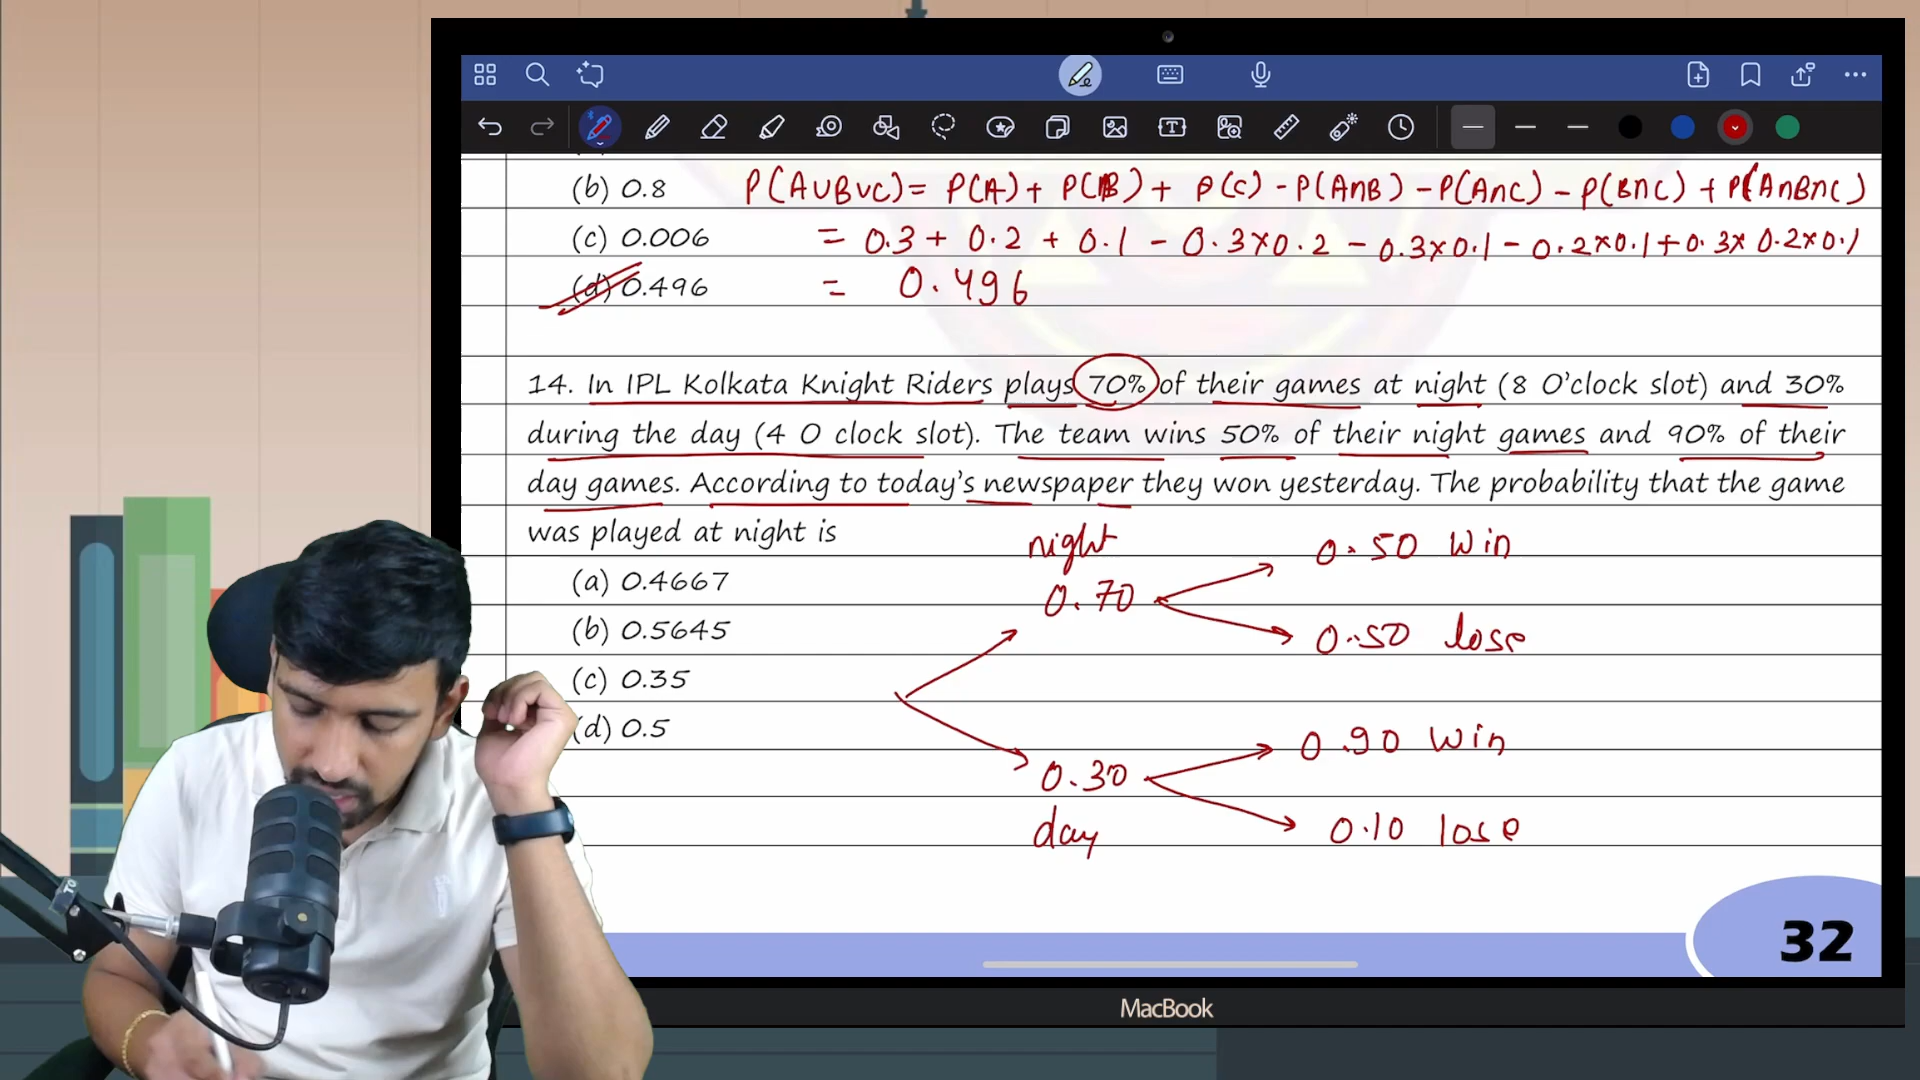 (b) 0.8 P(A∪B∪C) = P(A) + P(B) + P(C) - P(A∩B) - P(A∩C) - P(B∩C) + P(A∩B∩C)
(c) 0.006 = 0.3 + 0.2 + 0.1 - 0.3×0.2 - 0.3×0.1 - 0.2×0.1 + 0.3× 0.2×0.1
(d) 0.496 = 0.496
14. In IPL Kolkata Knight Riders plays 70% of their games at night (8 O'clock slot) and 30%
during the day (4 O clock slot). The team wins 50% of their night games and 90% of their
day games. According to today's newspaper they won yesterday. The probability that the game
was played at night is
(a) 0.4667
(b) 0.5645
(c) 0.35
(d) 0.5
night
0.70
0.50 Win
0.50 lose
0.30
day
0.90 Win
0.10 lose
32
MacBook